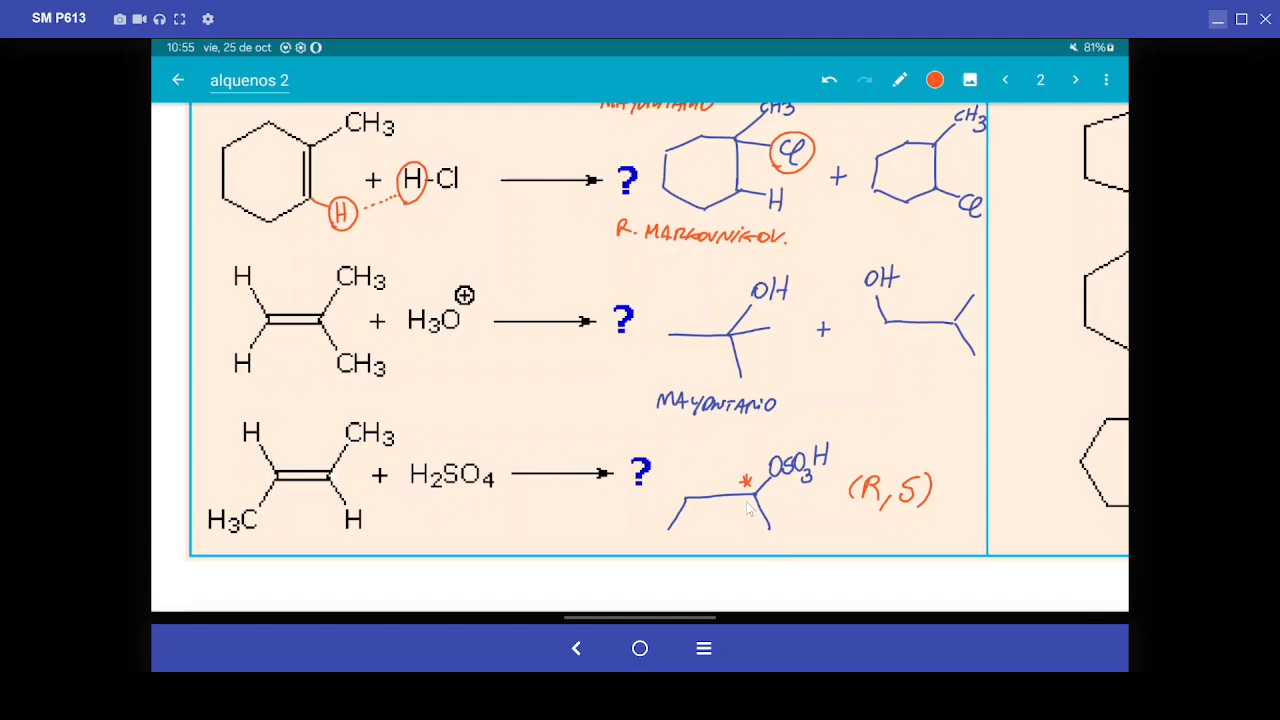 SM P613
10:55 vie, 25 de oct 81%
alquenos 2 2
MAYORITARIO
CH3 + H-Cl ? CH3 Cl H + CH3 Cl
H
R. MARKOVNIKOV.
H H CH3 CH3 + H3O ⊕ ? OH + OH
MAYORITARIO
H H3C CH3 H + H2SO4 ? * OSO3H (R,S)